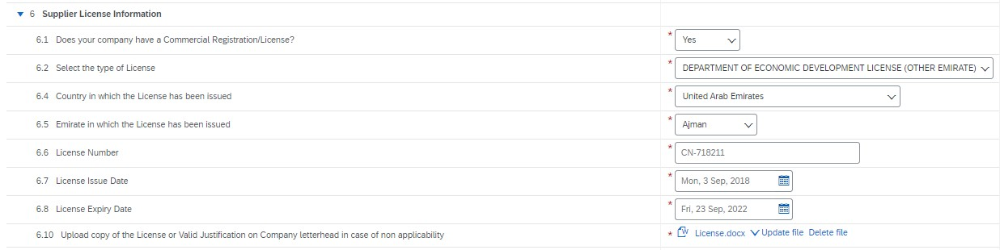 6 Supplier License Information
6.1 Does your company have a Commercial Registration/License? * Yes
6.2 Select the type of License * DEPARTMENT OF ECONOMIC DEVELOPMENT LICENSE (OTHER EMIRATE)
6.4 Country in which the License has been issued * United Arab Emirates
6.5 Emirate in which the License has been issued * Ajman
6.6 License Number * CN-718211
6.7 License Issue Date * Mon, 3 Sep, 2018
6.8 License Expiry Date * Fri, 23 Sep, 2022
6.10 Upload copy of the License or Valid Justification on Company letterhead in case of non applicability * W License.docx Update file Delete file